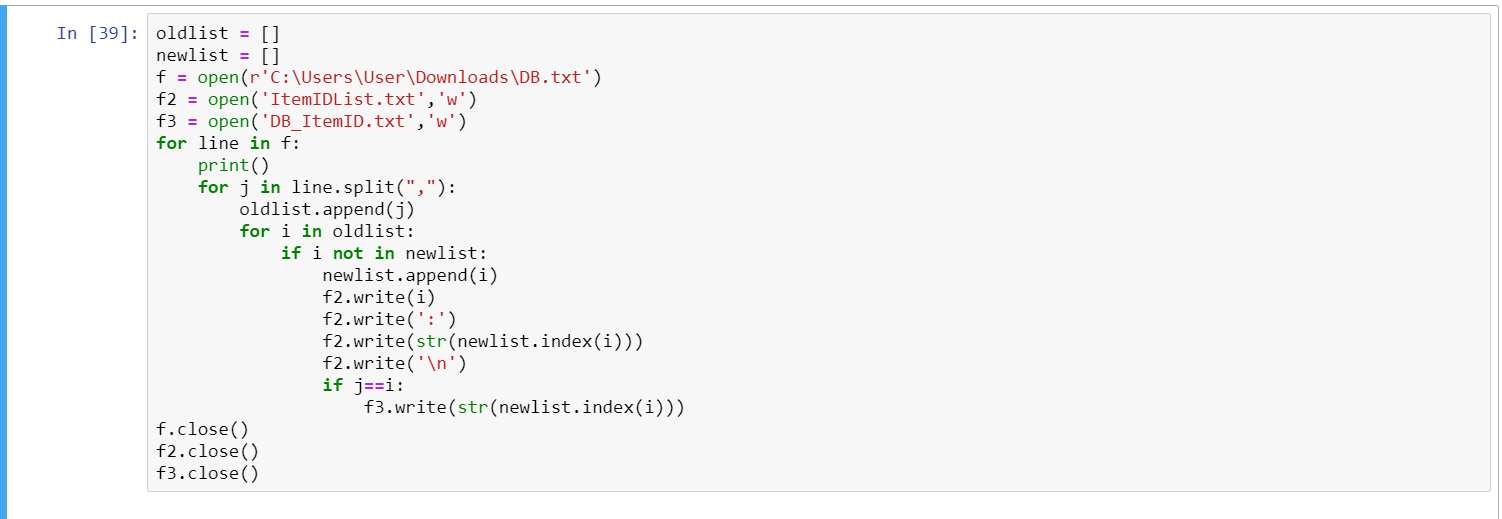 In [39]: oldlist = []
newlist = []
f = open(r'C:\Users\User\Downloads\DB.txt')
f2 = open('ItemIDList.txt','w')
f3 = open('DB_ItemID.txt','w')
for line in f:
    print()
    for j in line.split(","):
        oldlist.append(j)
        for i in oldlist:
            if i not in newlist:
                newlist.append(i)
                f2.write(i)
                f2.write(':')
                f2.write(str(newlist.index(i)))
                f2.write('\n')
                if j==i:
                    f3.write(str(newlist.index(i)))
f.close()
f2.close()
f3.close()